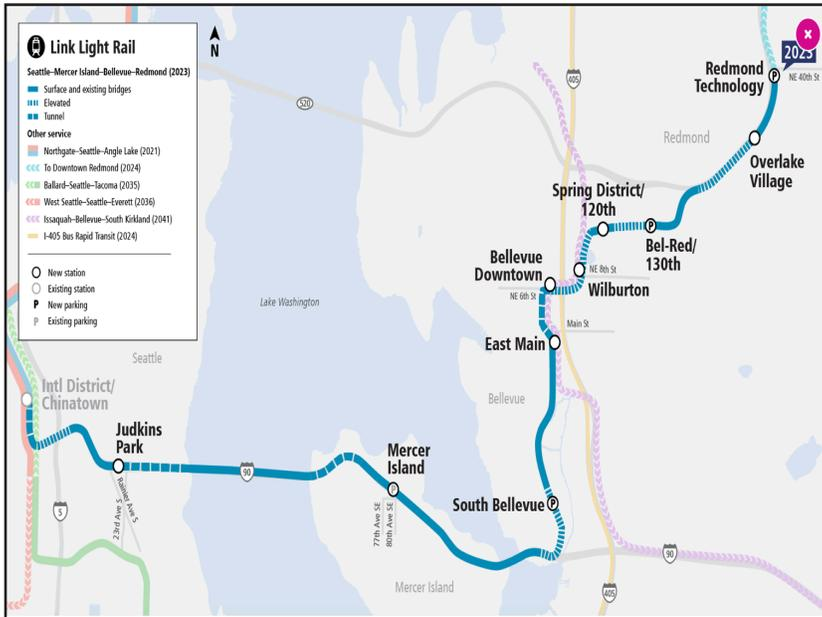 Link Light Rail
Seattle–Mercer Island–Bellevue–Redmond (2023)
Surface and existing bridges
Elevated
Tunnel
Other service
Northgate–Seattle–Angle Lake (2021)
To Downtown Redmond (2024)
Ballard–Seattle–Tacoma (2035)
West Seattle–Seattle–Everett (2036)
Issaquah–Bellevue–South Kirkland (2041)
I-405 Bus Rapid Transit (2024)
New station
Existing station
P New parking
P Existing parking
N
520
405
x
2023
Redmond
Technology
P
NE 40th St
Redmond
Overlake
Village
Spring District/
120th
P
Bel-Red/
130th
Bellevue
Downtown
NE 8th St
Wilburton
NE 6th St
Main St
East Main
Lake Washington
Seattle
Bellevue
Intl District/
Chinatown
Judkins
Park
Mercer
Island
P
90
5
Rainier Ave S
23rd Ave S
77th Ave SE
80th Ave SE
South Bellevue
P
90
Mercer Island
405